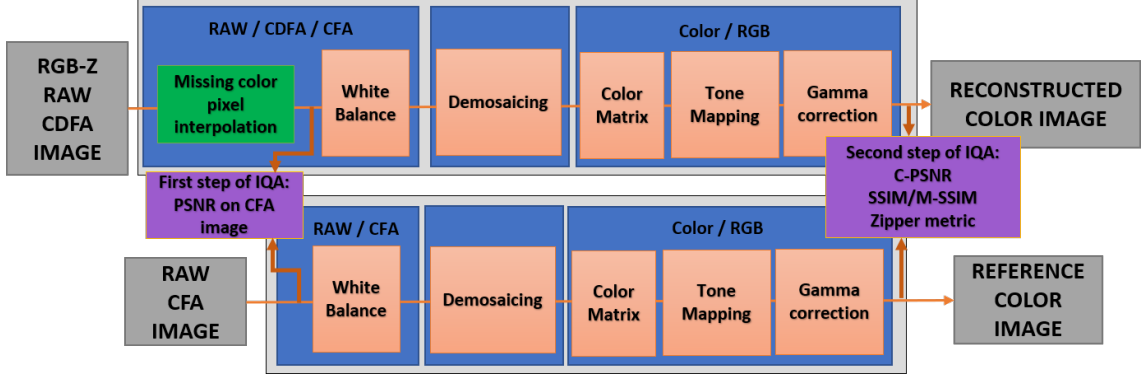 RGB-Z
RAW
CDFA
IMAGE
RAW / CDFA / CFA
Missing color
pixel
interpolation
White
Balance
Demosaicing
Color / RGB
Color
Matrix
Tone
Mapping
Gamma
correction
RECONSTRUCTED
COLOR IMAGE
First step of IQA:
PSNR on CFA
image
Second step of IQA:
C-PSNR
SSIM/M-SSIM
Zipper metric
RAW
CFA
IMAGE
RAW / CFA
White
Balance
Demosaicing
Color / RGB
Color
Matrix
Tone
Mapping
Gamma
correction
REFERENCE
COLOR
IMAGE